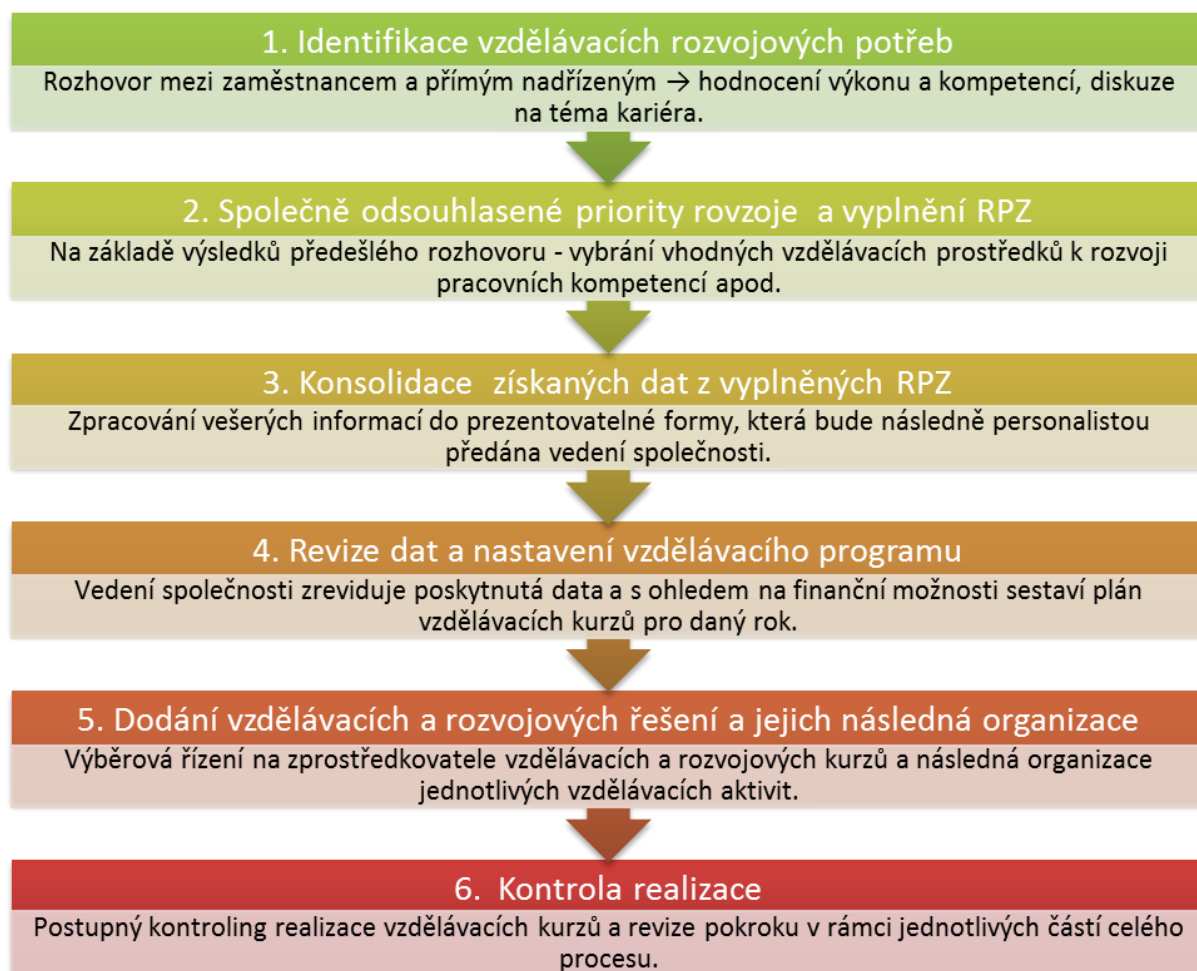 1. Identifikace vzdělávacích rozvojových potřeb
Rozhovor mezi zaměstnancem a přímým nadřízeným → hodnocení výkonu a kompetencí, diskuze
na téma kariéra.
2. Společně odsouhlasené priority rovzoje a vyplnění RPZ
Na základě výsledků předešlého rozhovoru - vybrání vhodných vzdělávacích prostředků k rozvoji
pracovních kompetencí apod.
3. Konsolidace získaných dat z vyplněných RPZ
Zpracování vešerých informací do prezentovatelné formy, která bude následně personalistou
předána vedení společnosti.
4. Revize dat a nastavení vzdělávacího programu
Vedení společnosti zreviduje poskytnutá data a s ohledem na finanční možnosti sestaví plán
vzdělávacích kurzů pro daný rok.
5. Dodání vzdělávacích a rozvojových řešení a jejich následná organizace
Výběrová řízení na zprostředkovatele vzdělávacích a rozvojových kurzů a následná organizace
jednotlivých vzdělávacích aktivit.
6. Kontrola realizace
Postupný kontroling realizace vzdělávacích kurzů a revize pokroku v rámci jednotlivých částí celého
procesu.